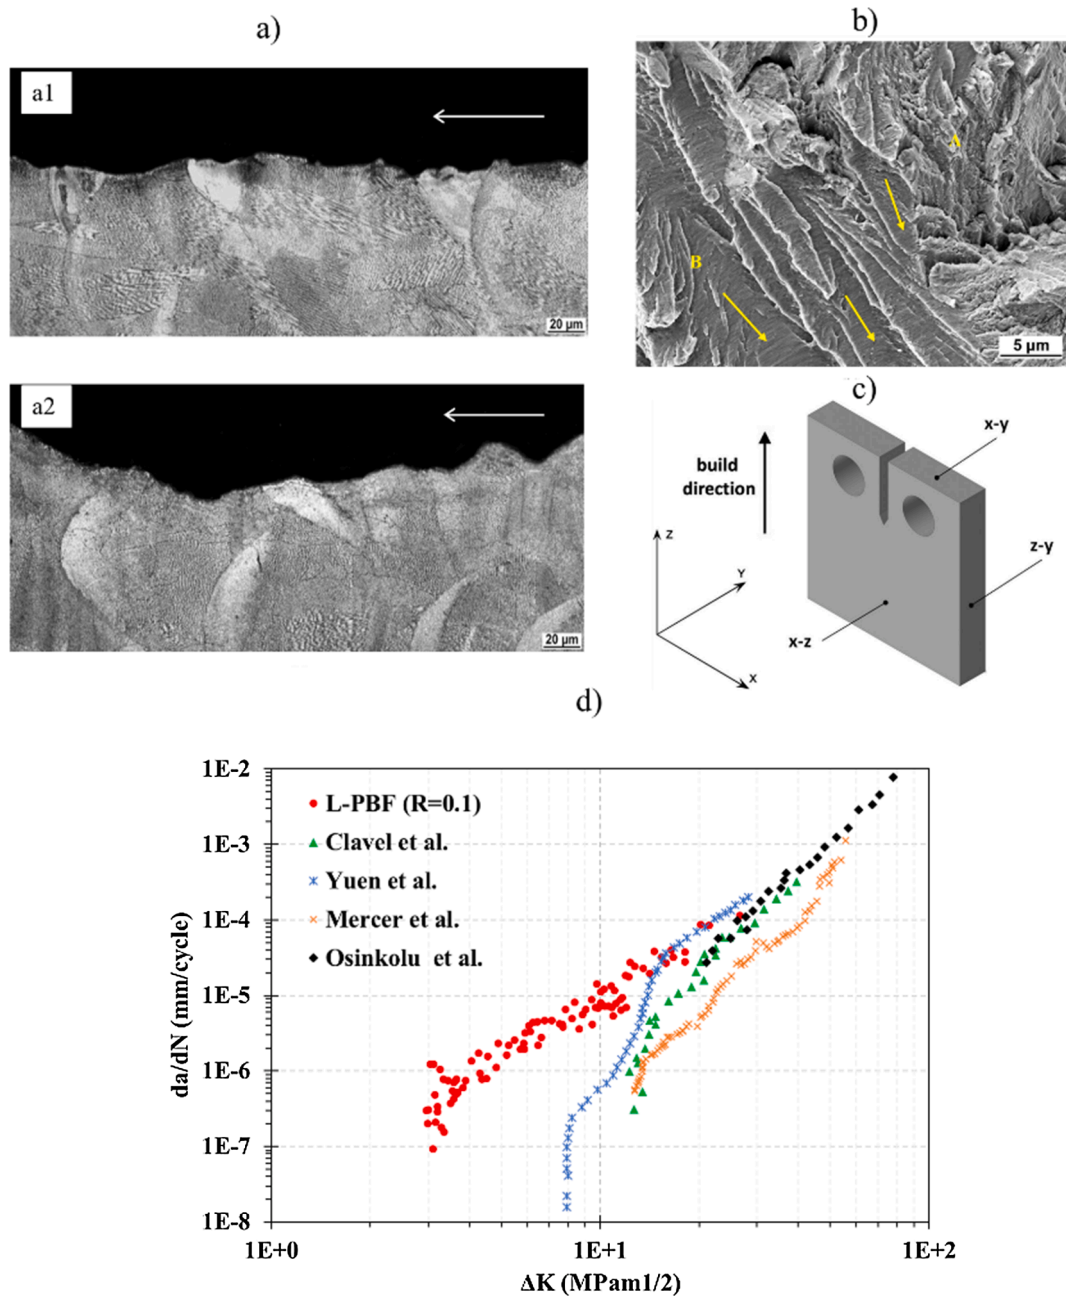 a)
a1
20 µm
a2
20 µm
b)
A
B
5 µm
c)
build
direction
Z
Y
X
x-y
z-y
x-z
d)
da/dN (mm/cycle)
1E-2
1E-3
1E-4
1E-5
1E-6
1E-7
1E-8
L-PBF (R=0.1)
Clavel et al.
Yuen et al.
Mercer et al.
Osinkolu et al.
1E+0
1E+1
1E+2
ΔK (MPam1/2)